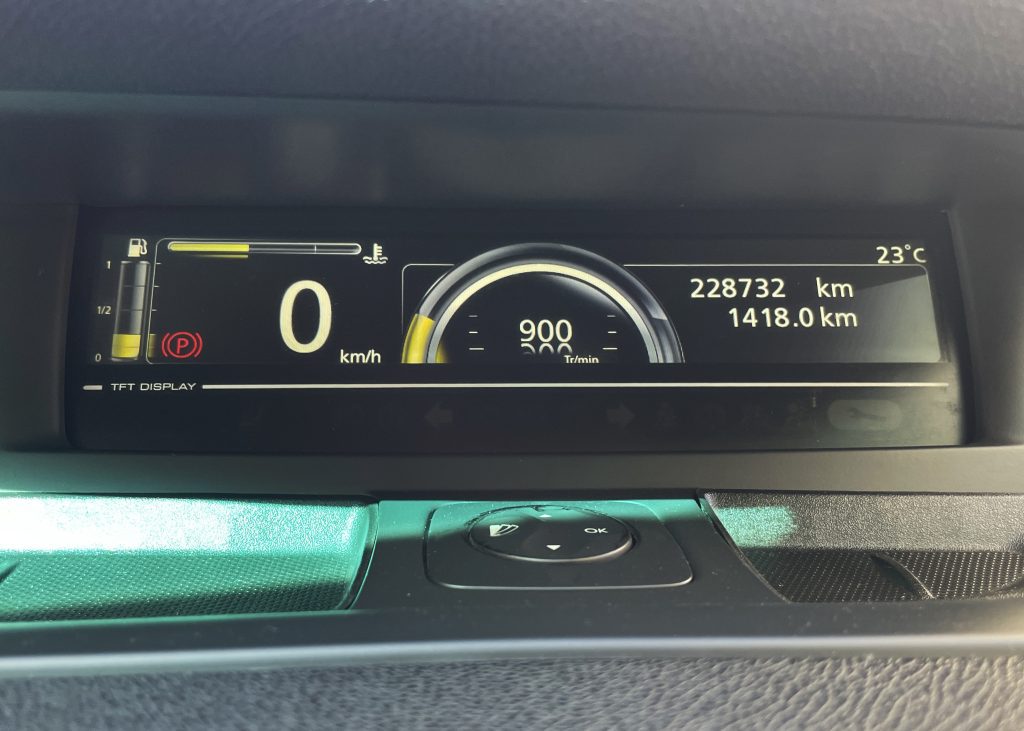 23°C
1
228732 km
1/2
0
900
1418.0 km
0
km/h
Tr/min
P
TFT DISPLAY
OK